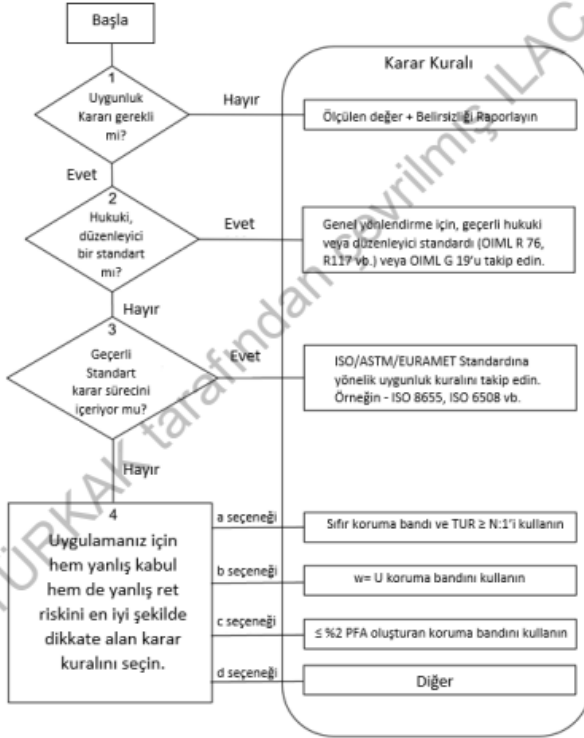 Başla
1
Uygunluk
Kararı gerekli
mi?
Hayır
Karar Kuralı
Ölçülen değer + Belirsizliği Raporlayın
Evet
2
Hukuki,
düzenleyici
bir standart
mı?
Evet
Genel yönlendirme için, geçerli hukuki
veya düzenleyici standardı (OIML R 76,
R117 vb.) veya OIML G 19'u takip edin.
Hayır
3
Geçerli
Standart
karar sürecini
içeriyor mu?
Evet
ISO/ASTM/EURAMET Standardına
yönelik uygunluk kuralını takip edin.
Örneğin - ISO 8655, ISO 6508 vb.
Hayır
4
Uygulamanız için
hem yanlış kabul
hem de yanlış ret
riskini en iyi şekilde
dikkate alan karar
kuralını seçin.
a seçeneği
Sıfır koruma bandı ve TUR ≥ N:1'i kullanın
b seçeneği
w= U koruma bandını kullanın
c seçeneği
≤ %2 PFA oluşturan koruma bandını kullanın
d seçeneği
Diğer
TÜRKAK tarafından çevrilmiş ILAC